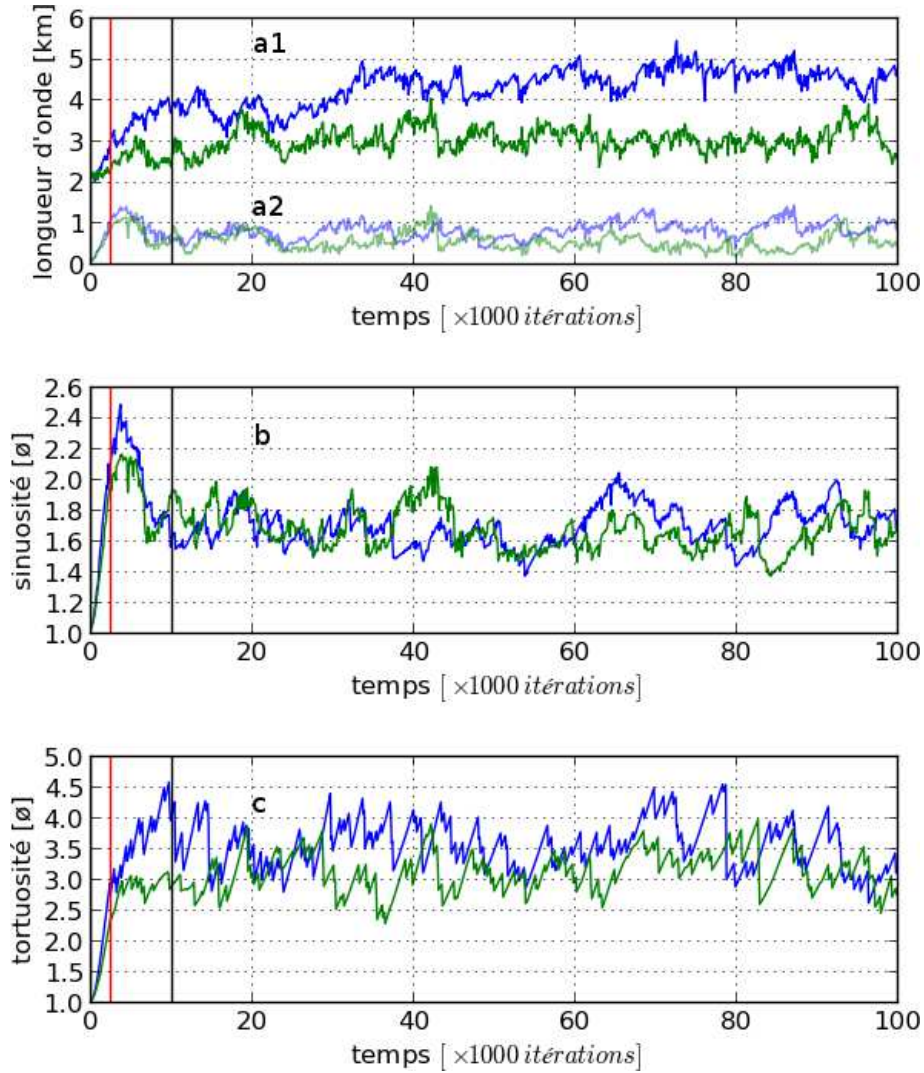 6
5
4
3
2
1
0
longueur d'onde [km]
a1
a2
0 20 40 60 80 100
temps [ ×1000 itérations]
2.6
2.4
2.2
2.0
1.8
1.6
1.4
1.2
1.0
sinuosité [ø]
b
0 20 40 60 80 100
temps [ ×1000 itérations]
5.0
4.5
4.0
3.5
3.0
2.5
2.0
1.5
1.0
tortuosité [ø]
c
0 20 40 60 80 100
temps [ ×1000 itérations]